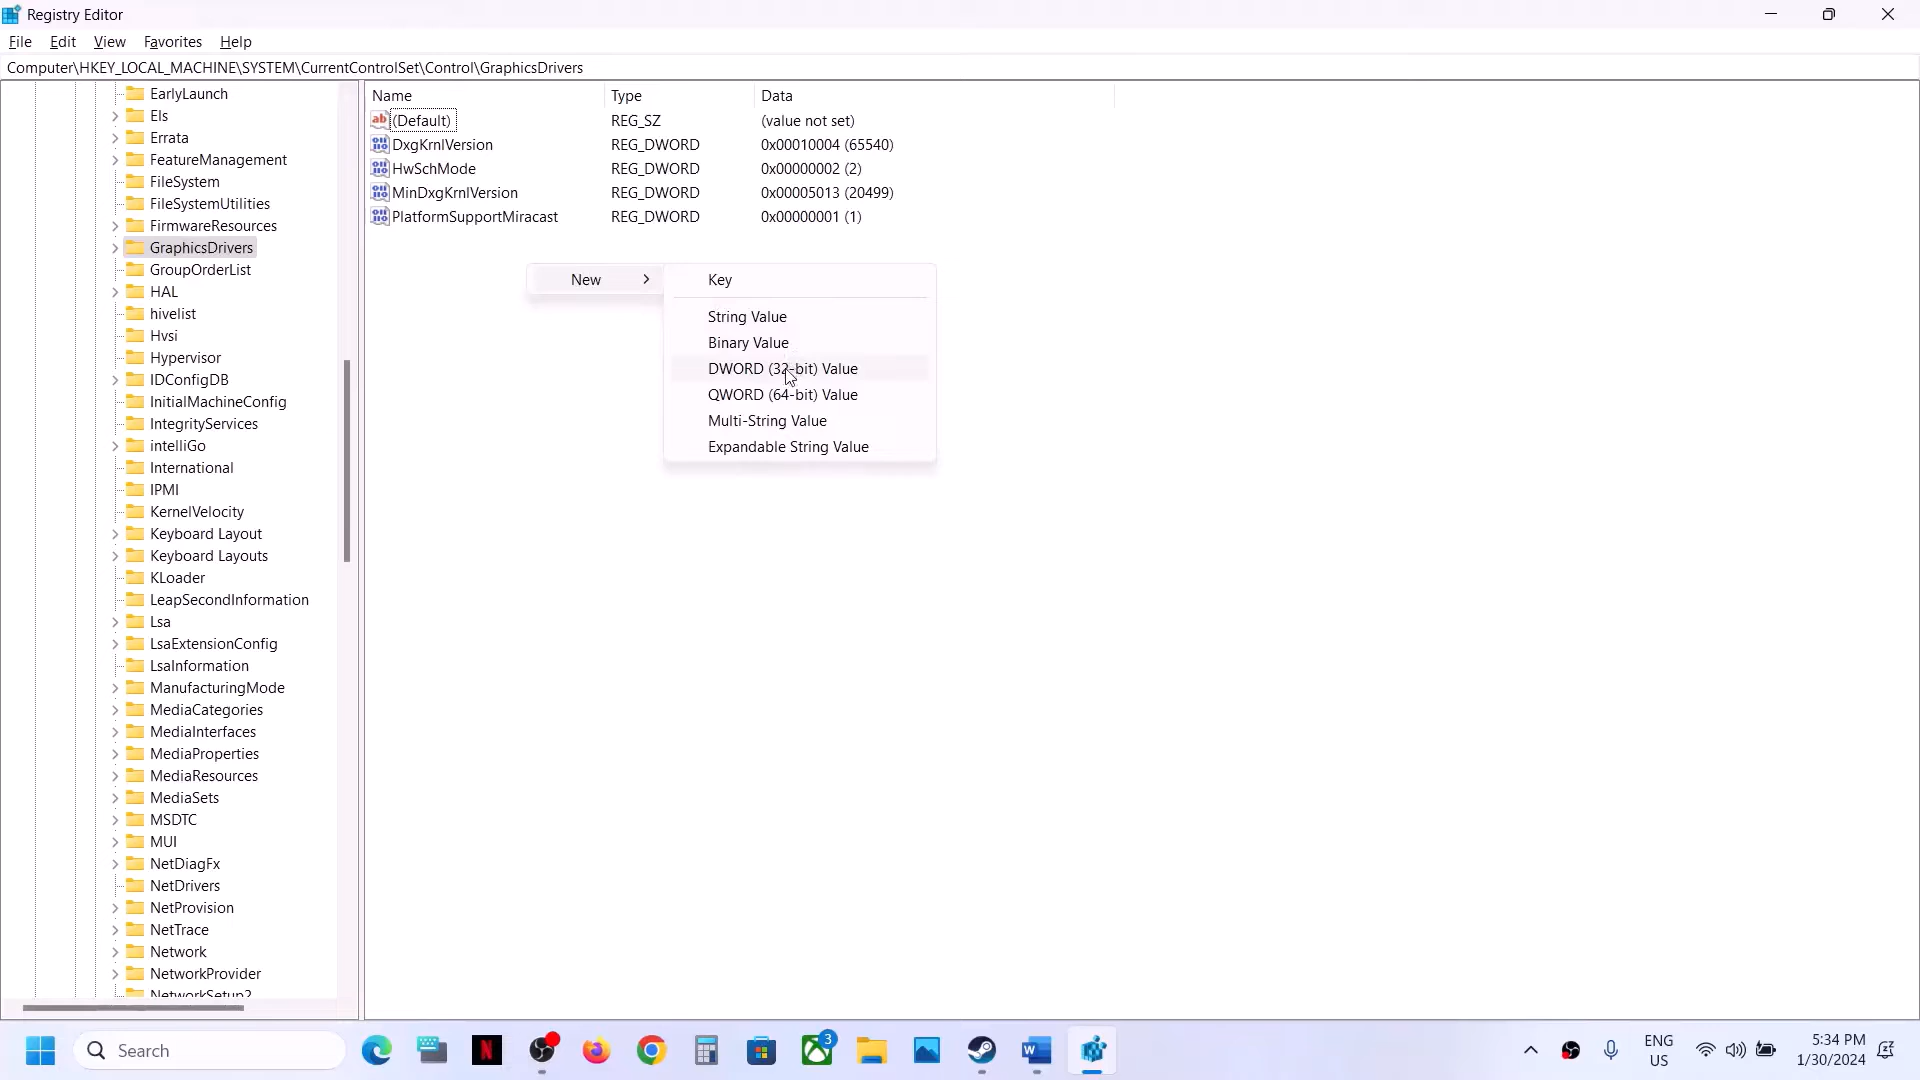 Registry Editor
File Edit View Favorites Help
Computer\HKEY_LOCAL_MACHINE\SYSTEM\CurrentControlSet\Control\GraphicsDrivers
EarlyLaunch
Els
Errata
FeatureManagement
FileSystem
FileSystemUtilities
FirmwareResources
GraphicsDrivers
GroupOrderList
HAL
hivelist
Hvsi
Hypervisor
IDConfigDB
InitialMachineConfig
IntegrityServices
intelliGo
International
IPMI
KernelVelocity
Keyboard Layout
Keyboard Layouts
KLoader
LeapSecondInformation
Lsa
LsaExtensionConfig
LsaInformation
ManufacturingMode
MediaCategories
MediaInterfaces
MediaProperties
MediaResources
MediaSets
MSDTC
MUI
NetDiagFx
NetDrivers
NetProvision
NetTrace
Network
NetworkProvider
NetworkSetup2
Name Type Data
ab (Default) REG_SZ (value not set)
DxgKrnlVersion REG_DWORD 0x00010004 (65540)
HwSchMode REG_DWORD 0x00000002 (2)
MinDxgKrnlVersion REG_DWORD 0x00005013 (20499)
PlatformSupportMiracast REG_DWORD 0x00000001 (1)
New
Key
String Value
Binary Value
DWORD (32-bit) Value
QWORD (64-bit) Value
Multi-String Value
Expandable String Value
Search
N
3
W
ENG
US
5:34 PM
1/30/2024